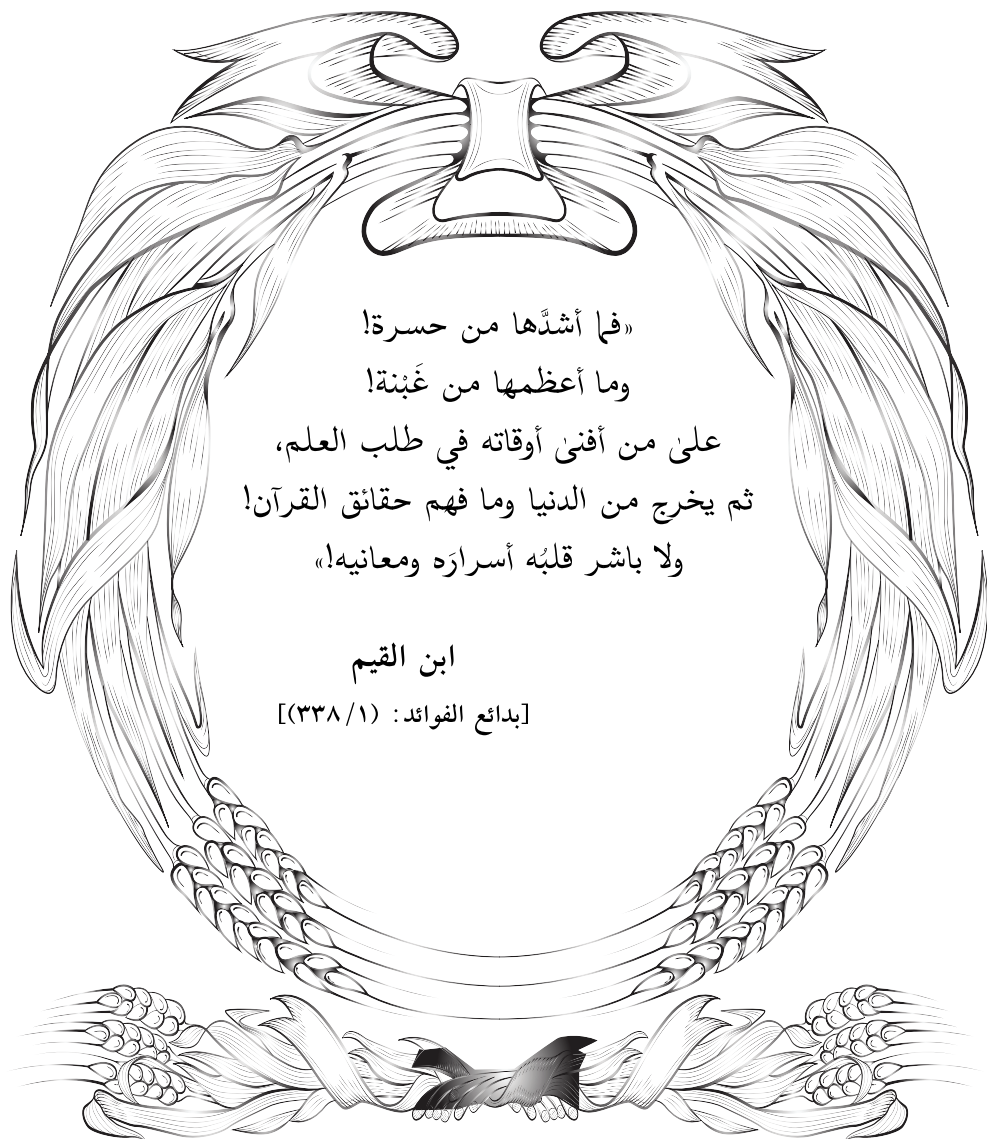 «فما أشدَّها من حسرة!
وما أعظمها من غَبْنة!
علىٰ من أفنىٰ أوقاته في طلب العلم،
ثم يخرج من الدنيا وما فهم حقائق القرآن!
ولا باشر قلبُه أسرارَه ومعانيه!»
ابن القيم
[بدائع الفوائد: (١/ ٣٣٨)]